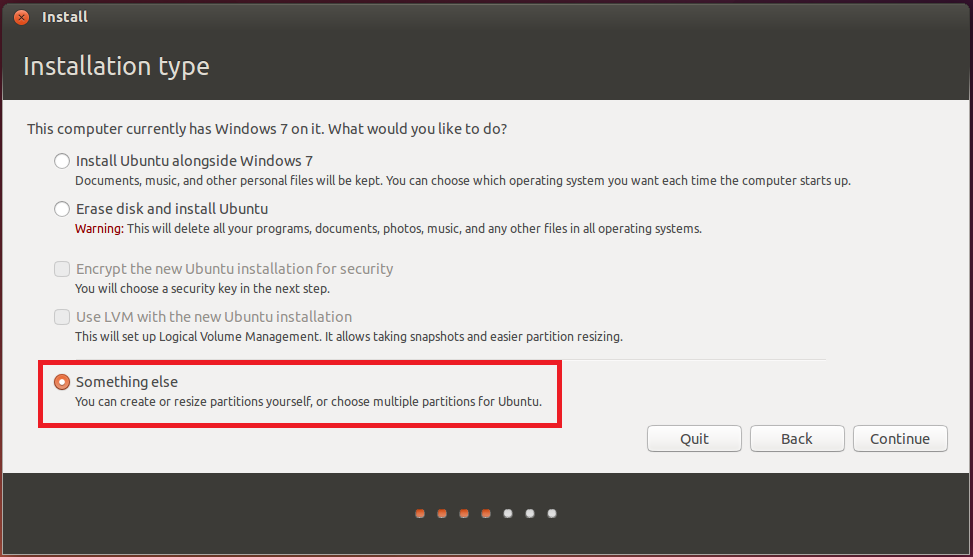 Install
Installation type
This computer currently has Windows 7 on it. What would you like to do?
Install Ubuntu alongside Windows 7
Documents, music, and other personal files will be kept. You can choose which operating system you want each time the computer starts up.
Erase disk and install Ubuntu
Warning: This will delete all your programs, documents, photos, music, and any other files in all operating systems.
Encrypt the new Ubuntu installation for security
You will choose a security key in the next step.
Use LVM with the new Ubuntu installation
This will set up Logical Volume Management. It allows taking snapshots and easier partition resizing.
Something else
You can create or resize partitions yourself, or choose multiple partitions for Ubuntu.
Quit Back Continue